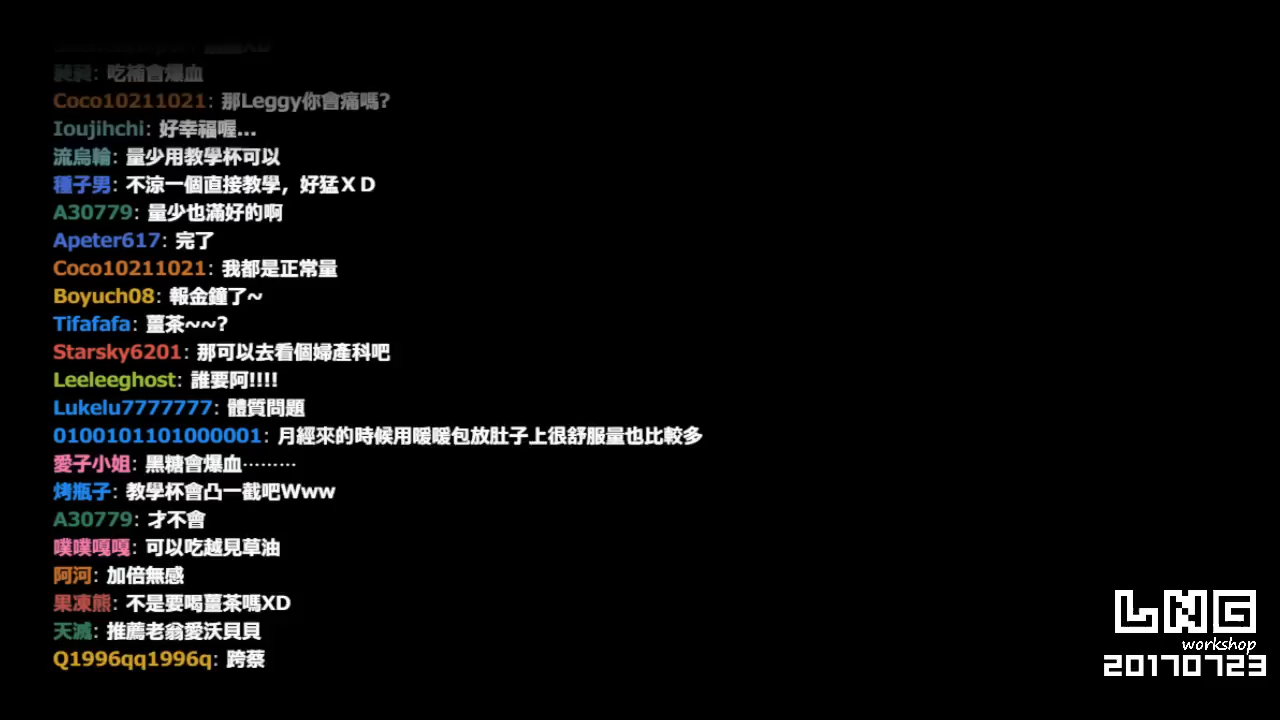 吃補會爆血
Coco10211021: 那Leggy你會痛嗎?
Ioujihchi: 好幸福喔...
流烏輪: 量少用教學杯可以
種子男: 不涼一個直接教學，好猛ＸＤ
A30779: 量少也滿好的啊
Apeter617: 完了
Coco10211021: 我都是正常量
Boyuch08: 報金鐘了~
Tifafafa: 薑茶~~?
Starsky6201: 那可以去看個婦產科吧
Leeleeghost: 誰要阿!!!!
Lukelu7777777: 體質問題
0100101101000001: 月經來的時候用暖暖包放肚子上很舒服量也比較多
愛子小姐: 黑糖會爆血………
烤瓶子: 教學杯會凸一截吧Www
A30779: 才不會
噗噗嘎嘎: 可以吃越見草油
阿河: 加倍無感
果凍熊: 不是要喝薑茶嗎XD
天滅: 推薦老翁愛沃貝貝
Q1996qq1996q: 跨蔡
LNG
workshop
20170723